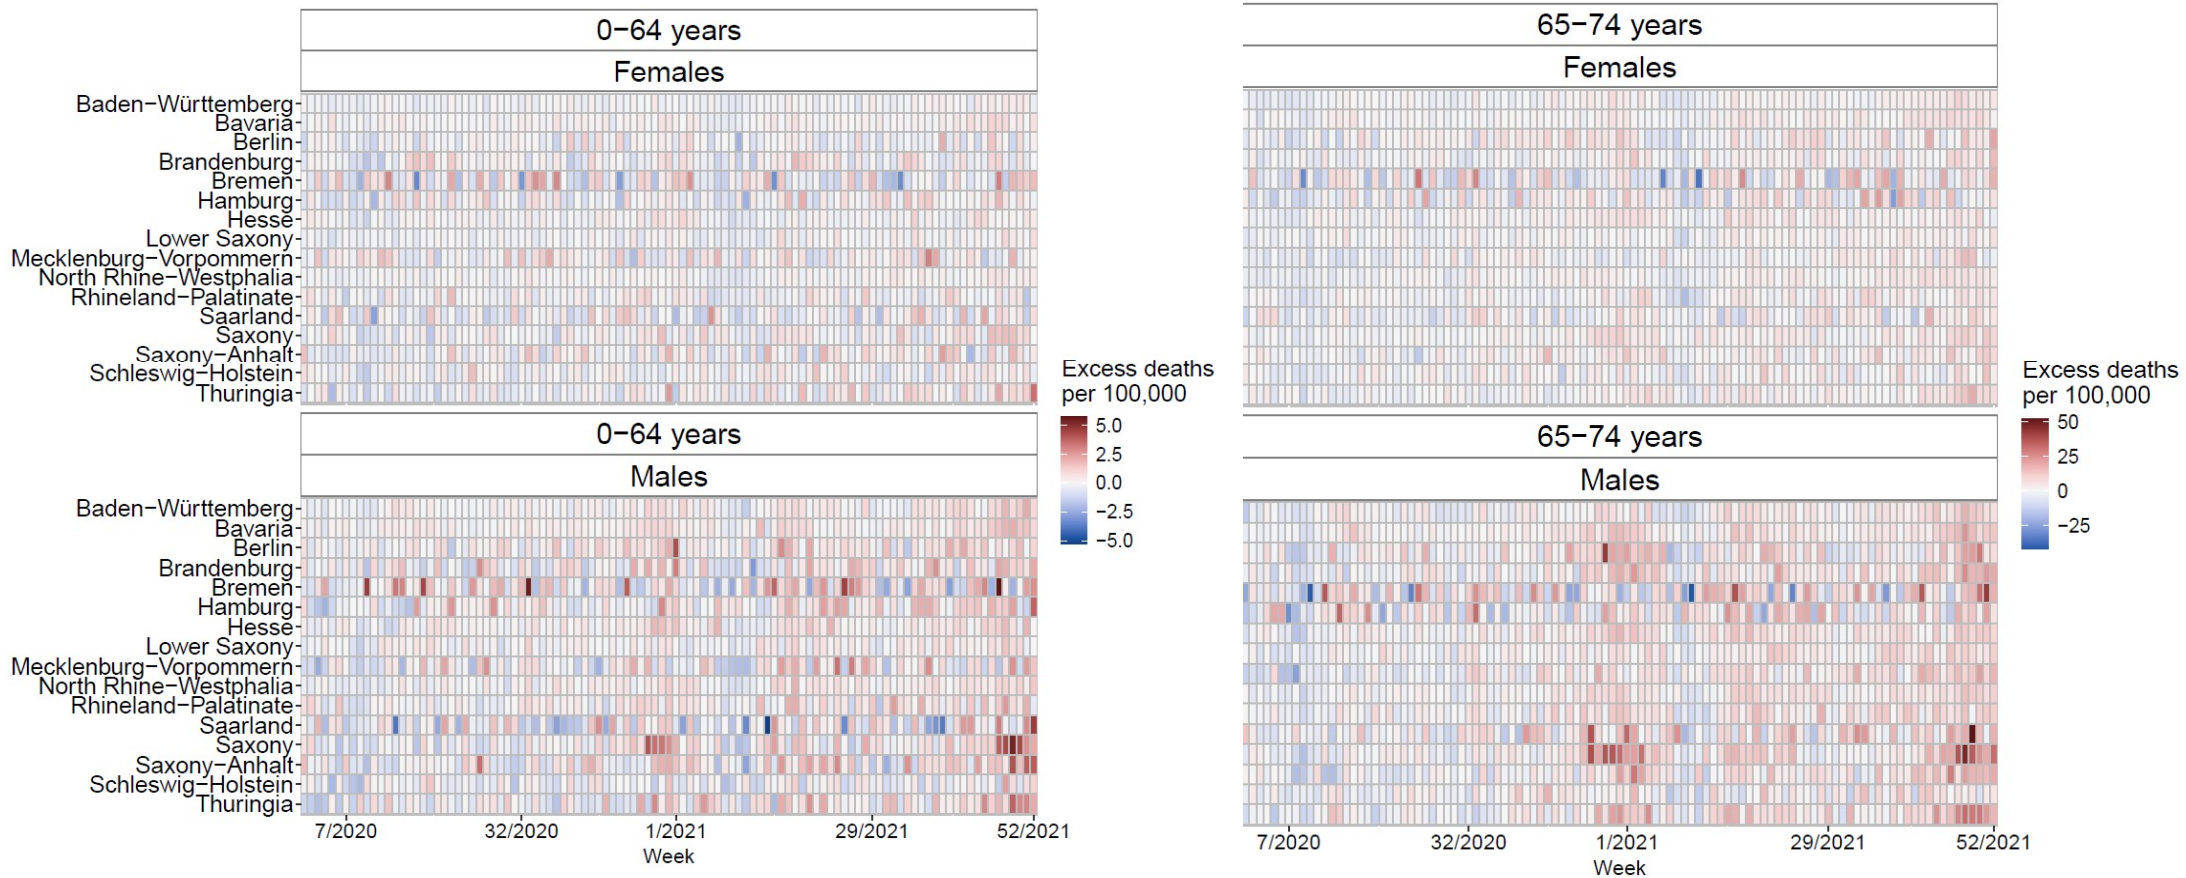 0−64 years
Females
Baden−Württemberg
Bavaria
Berlin
Brandenburg
Bremen
Hamburg
Hesse
Lower Saxony
Mecklenburg−Vorpommern
North Rhine−Westphalia
Rhineland−Palatinate
Saarland
Saxony
Saxony−Anhalt
Schleswig−Holstein
Thuringia
0−64 years
Males
Baden−Württemberg
Bavaria
Berlin
Brandenburg
Bremen
Hamburg
Hesse
Lower Saxony
Mecklenburg−Vorpommern
North Rhine−Westphalia
Rhineland−Palatinate
Saarland
Saxony
Saxony−Anhalt
Schleswig−Holstein
Thuringia
7/2020 32/2020 1/2021 29/2021 52/2021
Week
Excess deaths
per 100,000
5.0
2.5
0.0
−2.5
−5.0
65−74 years
Females
65−74 years
Males
7/2020 32/2020 1/2021 29/2021 52/2021
Week
Excess deaths
per 100,000
50
25
0
−25